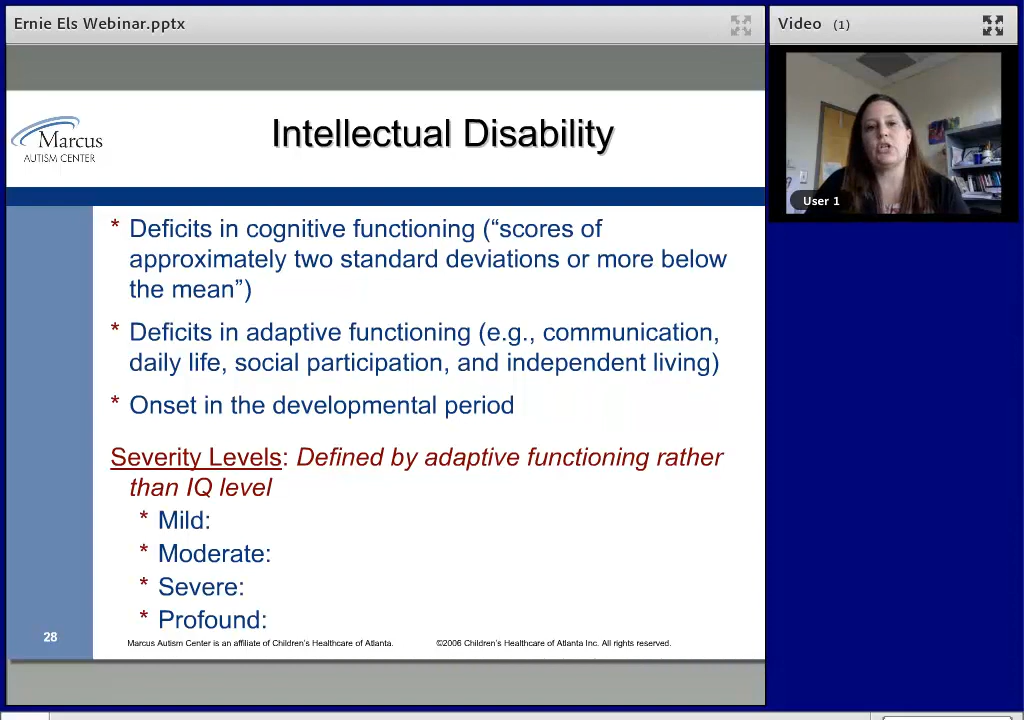 Ernie Els Webinar.pptx
Video (1)
Marcus
AUTISM CENTER
Intellectual Disability
User 1
* Deficits in cognitive functioning (“scores of
approximately two standard deviations or more below
the mean”)
* Deficits in adaptive functioning (e.g., communication,
daily life, social participation, and independent living)
* Onset in the developmental period
Severity Levels: Defined by adaptive functioning rather
than IQ level
* Mild:
* Moderate:
* Severe:
* Profound:
28
Marcus Autism Center is an affiliate of Children’s Healthcare of Atlanta. ©2006 Children’s Healthcare of Atlanta Inc. All rights reserved.